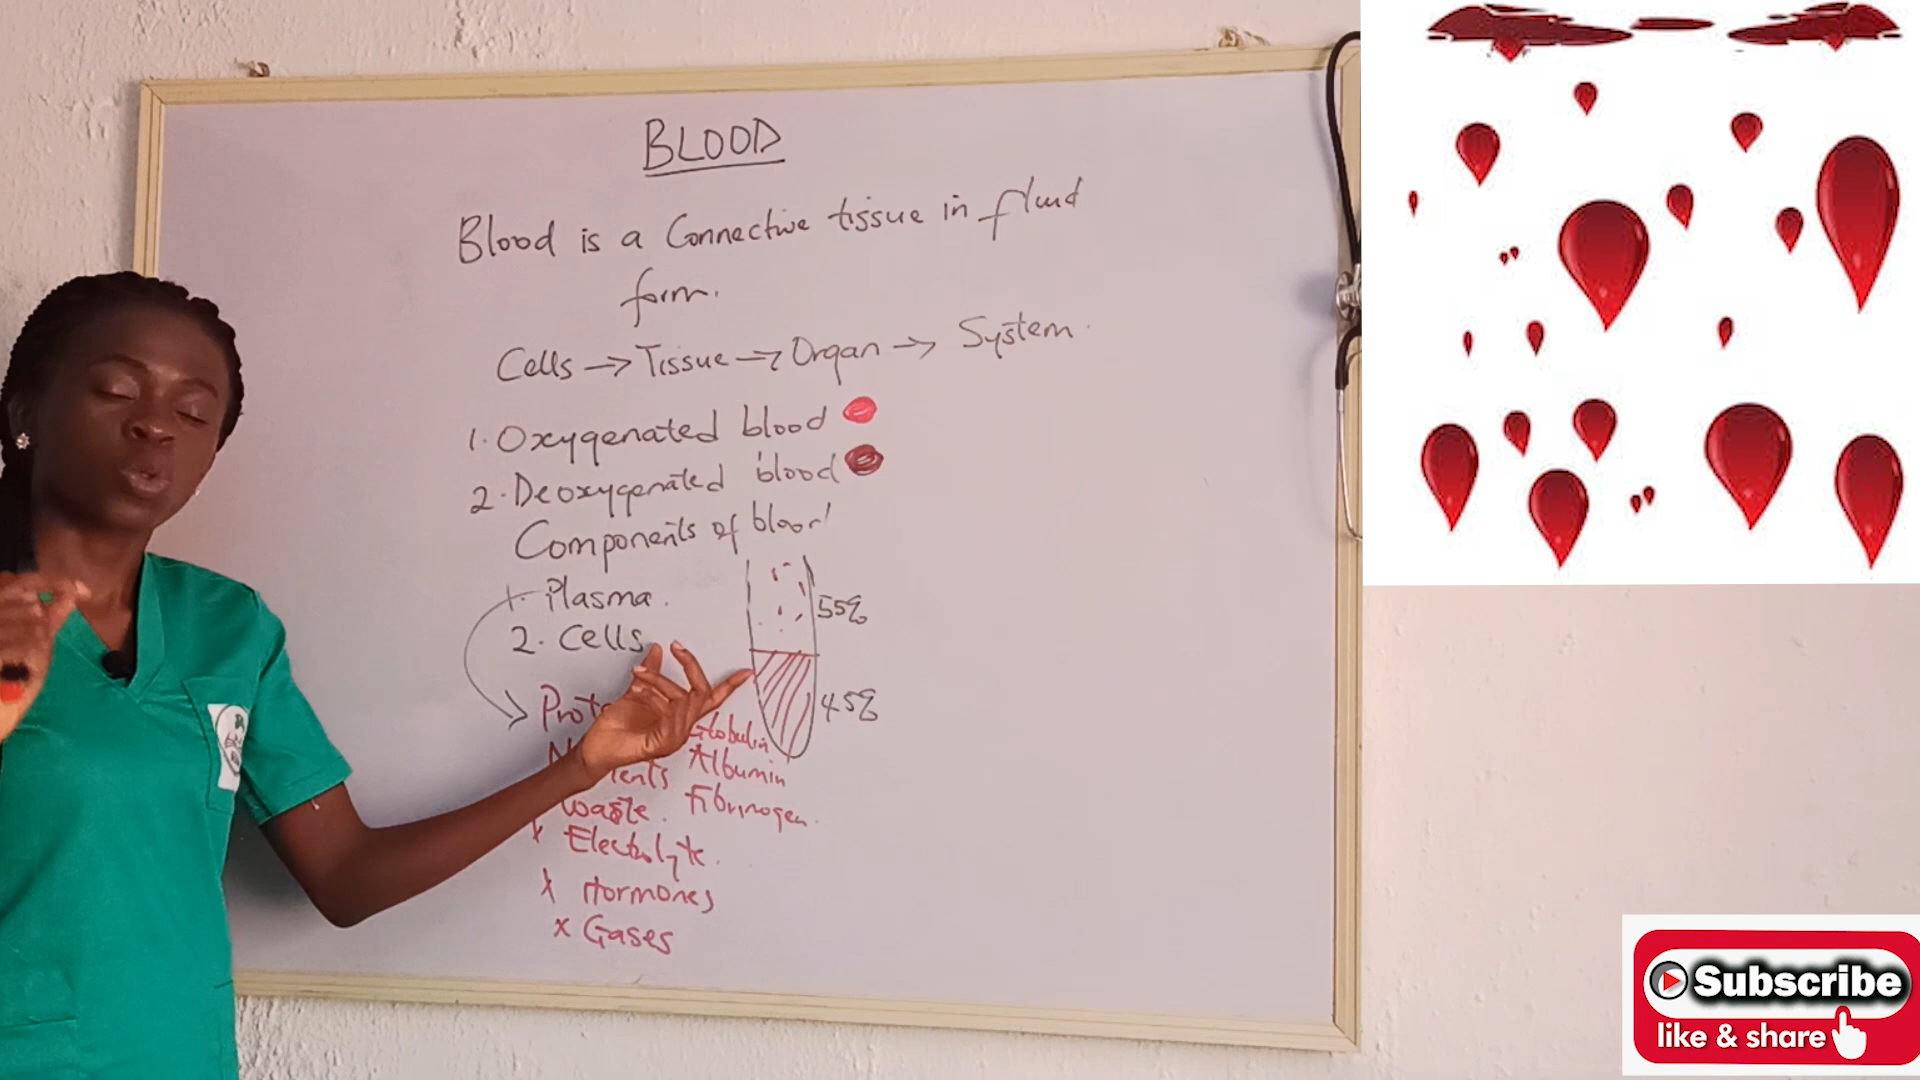 BLOOD
Blood is a Connective tissue in fluid
form.
Cells → Tissue → Organ → System.
1. Oxygenated blood
2. Deoxygenated blood
Components of blood
1. Plasma.
2. Cells
55%
45%
Globulin
Albumin
Waste. Fibrinogen.
x Electrolyte.
x Hormones
x Gases
Subscribe
like & share